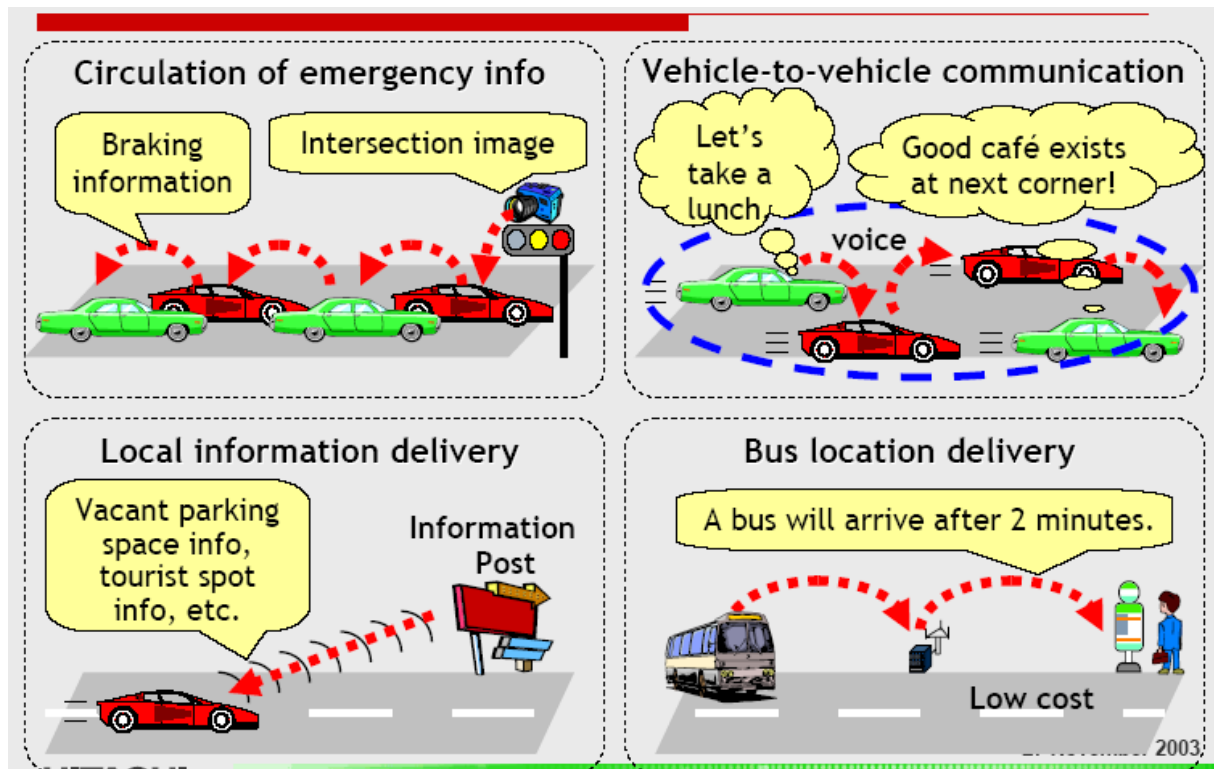 Circulation of emergency info
Braking
information
Intersection image
Vehicle-to-vehicle communication
Let's
take a
lunch.
Good café exists
at next corner!
voice
Local information delivery
Vacant parking
space info,
tourist spot
info, etc.
Information
Post
Bus location delivery
A bus will arrive after 2 minutes.
Low cost
November 2003